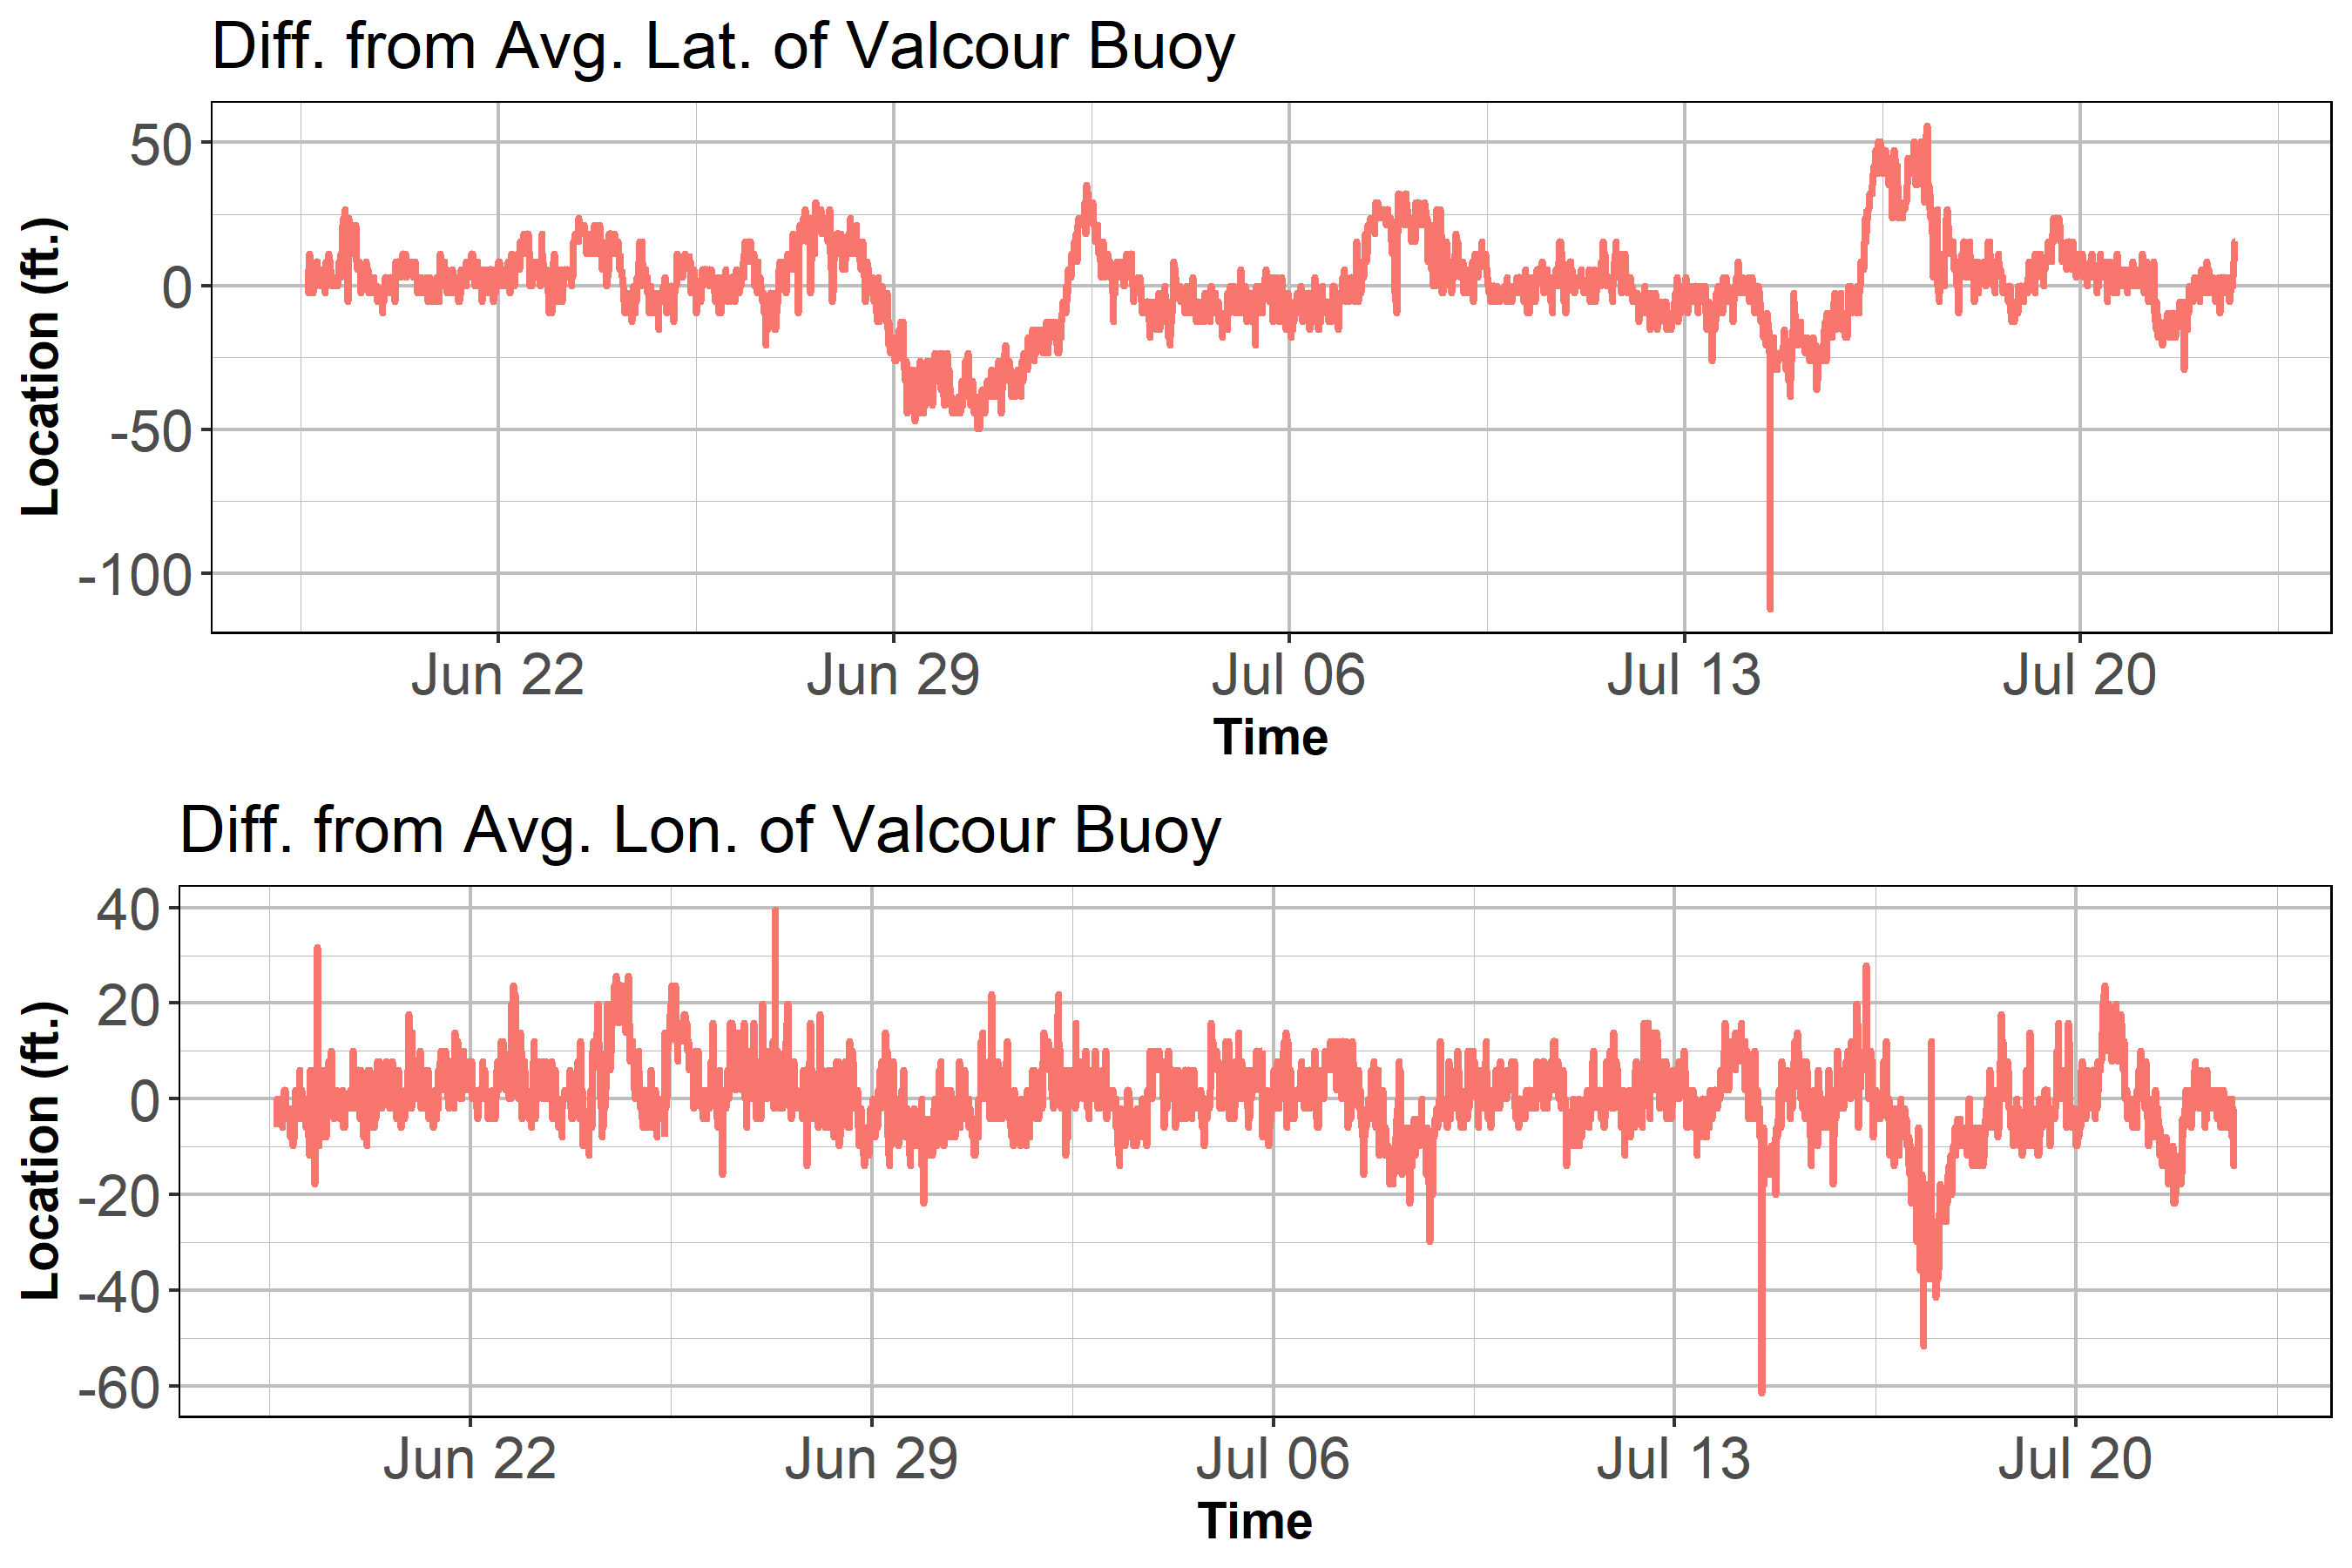 Diff. from Avg. Lat. of Valcour Buoy
Location (ft.)
50
0
-50
-100
Jun 22 Jun 29 Jul 06 Jul 13 Jul 20
Time
Diff. from Avg. Lon. of Valcour Buoy
Location (ft.)
40
20
0
-20
-40
-60
Jun 22 Jun 29 Jul 06 Jul 13 Jul 20
Time